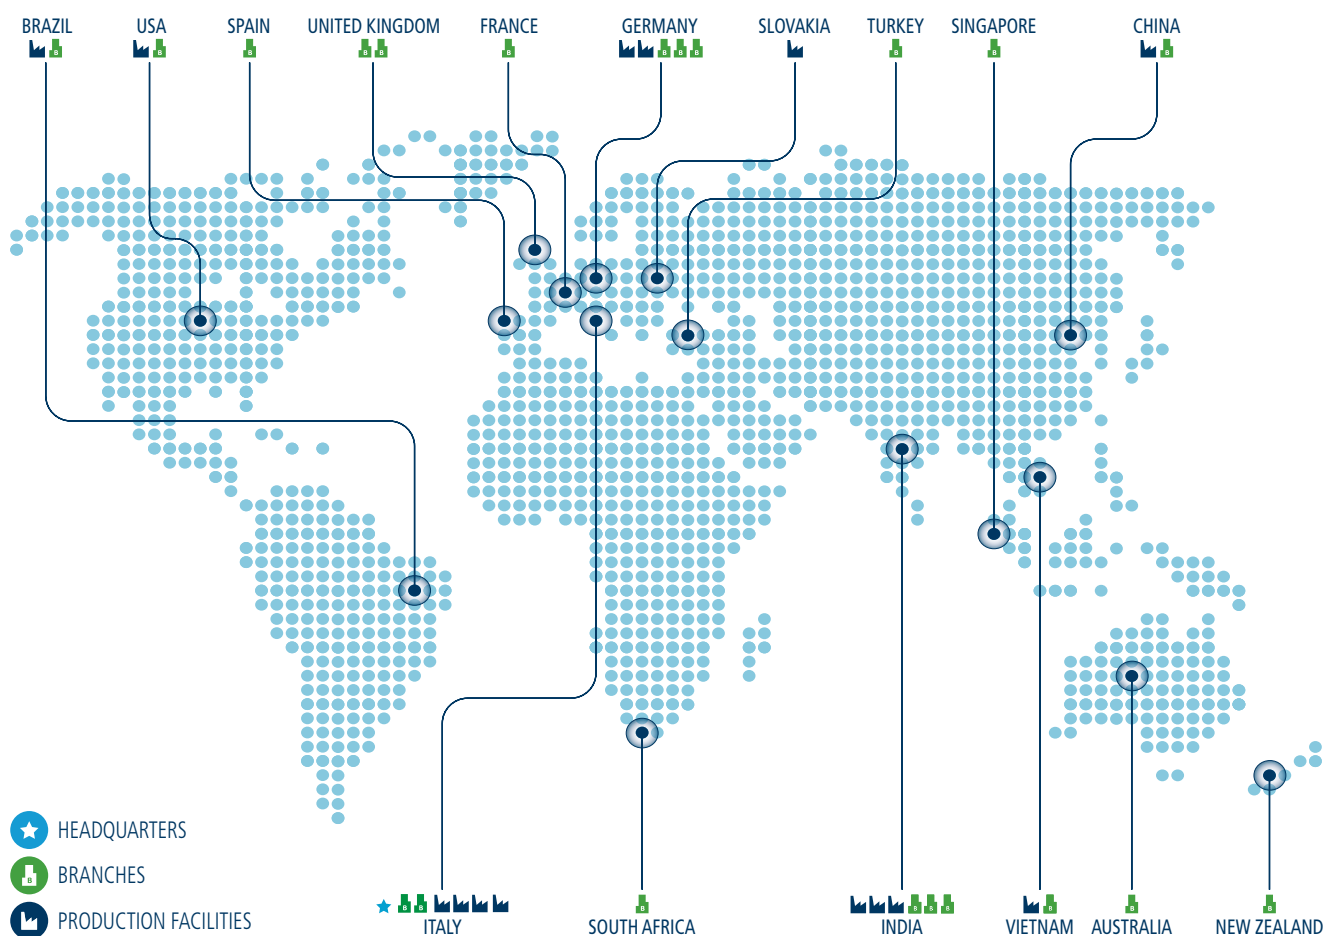 BRAZIL
USA
SPAIN
UNITED KINGDOM
FRANCE
GERMANY
SLOVAKIA
TURKEY
SINGAPORE
CHINA
B
B
B
B B
B
B B B
B
B
B
HEADQUARTERS
B BRANCHES
PRODUCTION FACILITIES
B B
B
B B B
B
B
B
ITALY
SOUTH AFRICA
INDIA
VIETNAM
AUSTRALIA
NEW ZEALAND